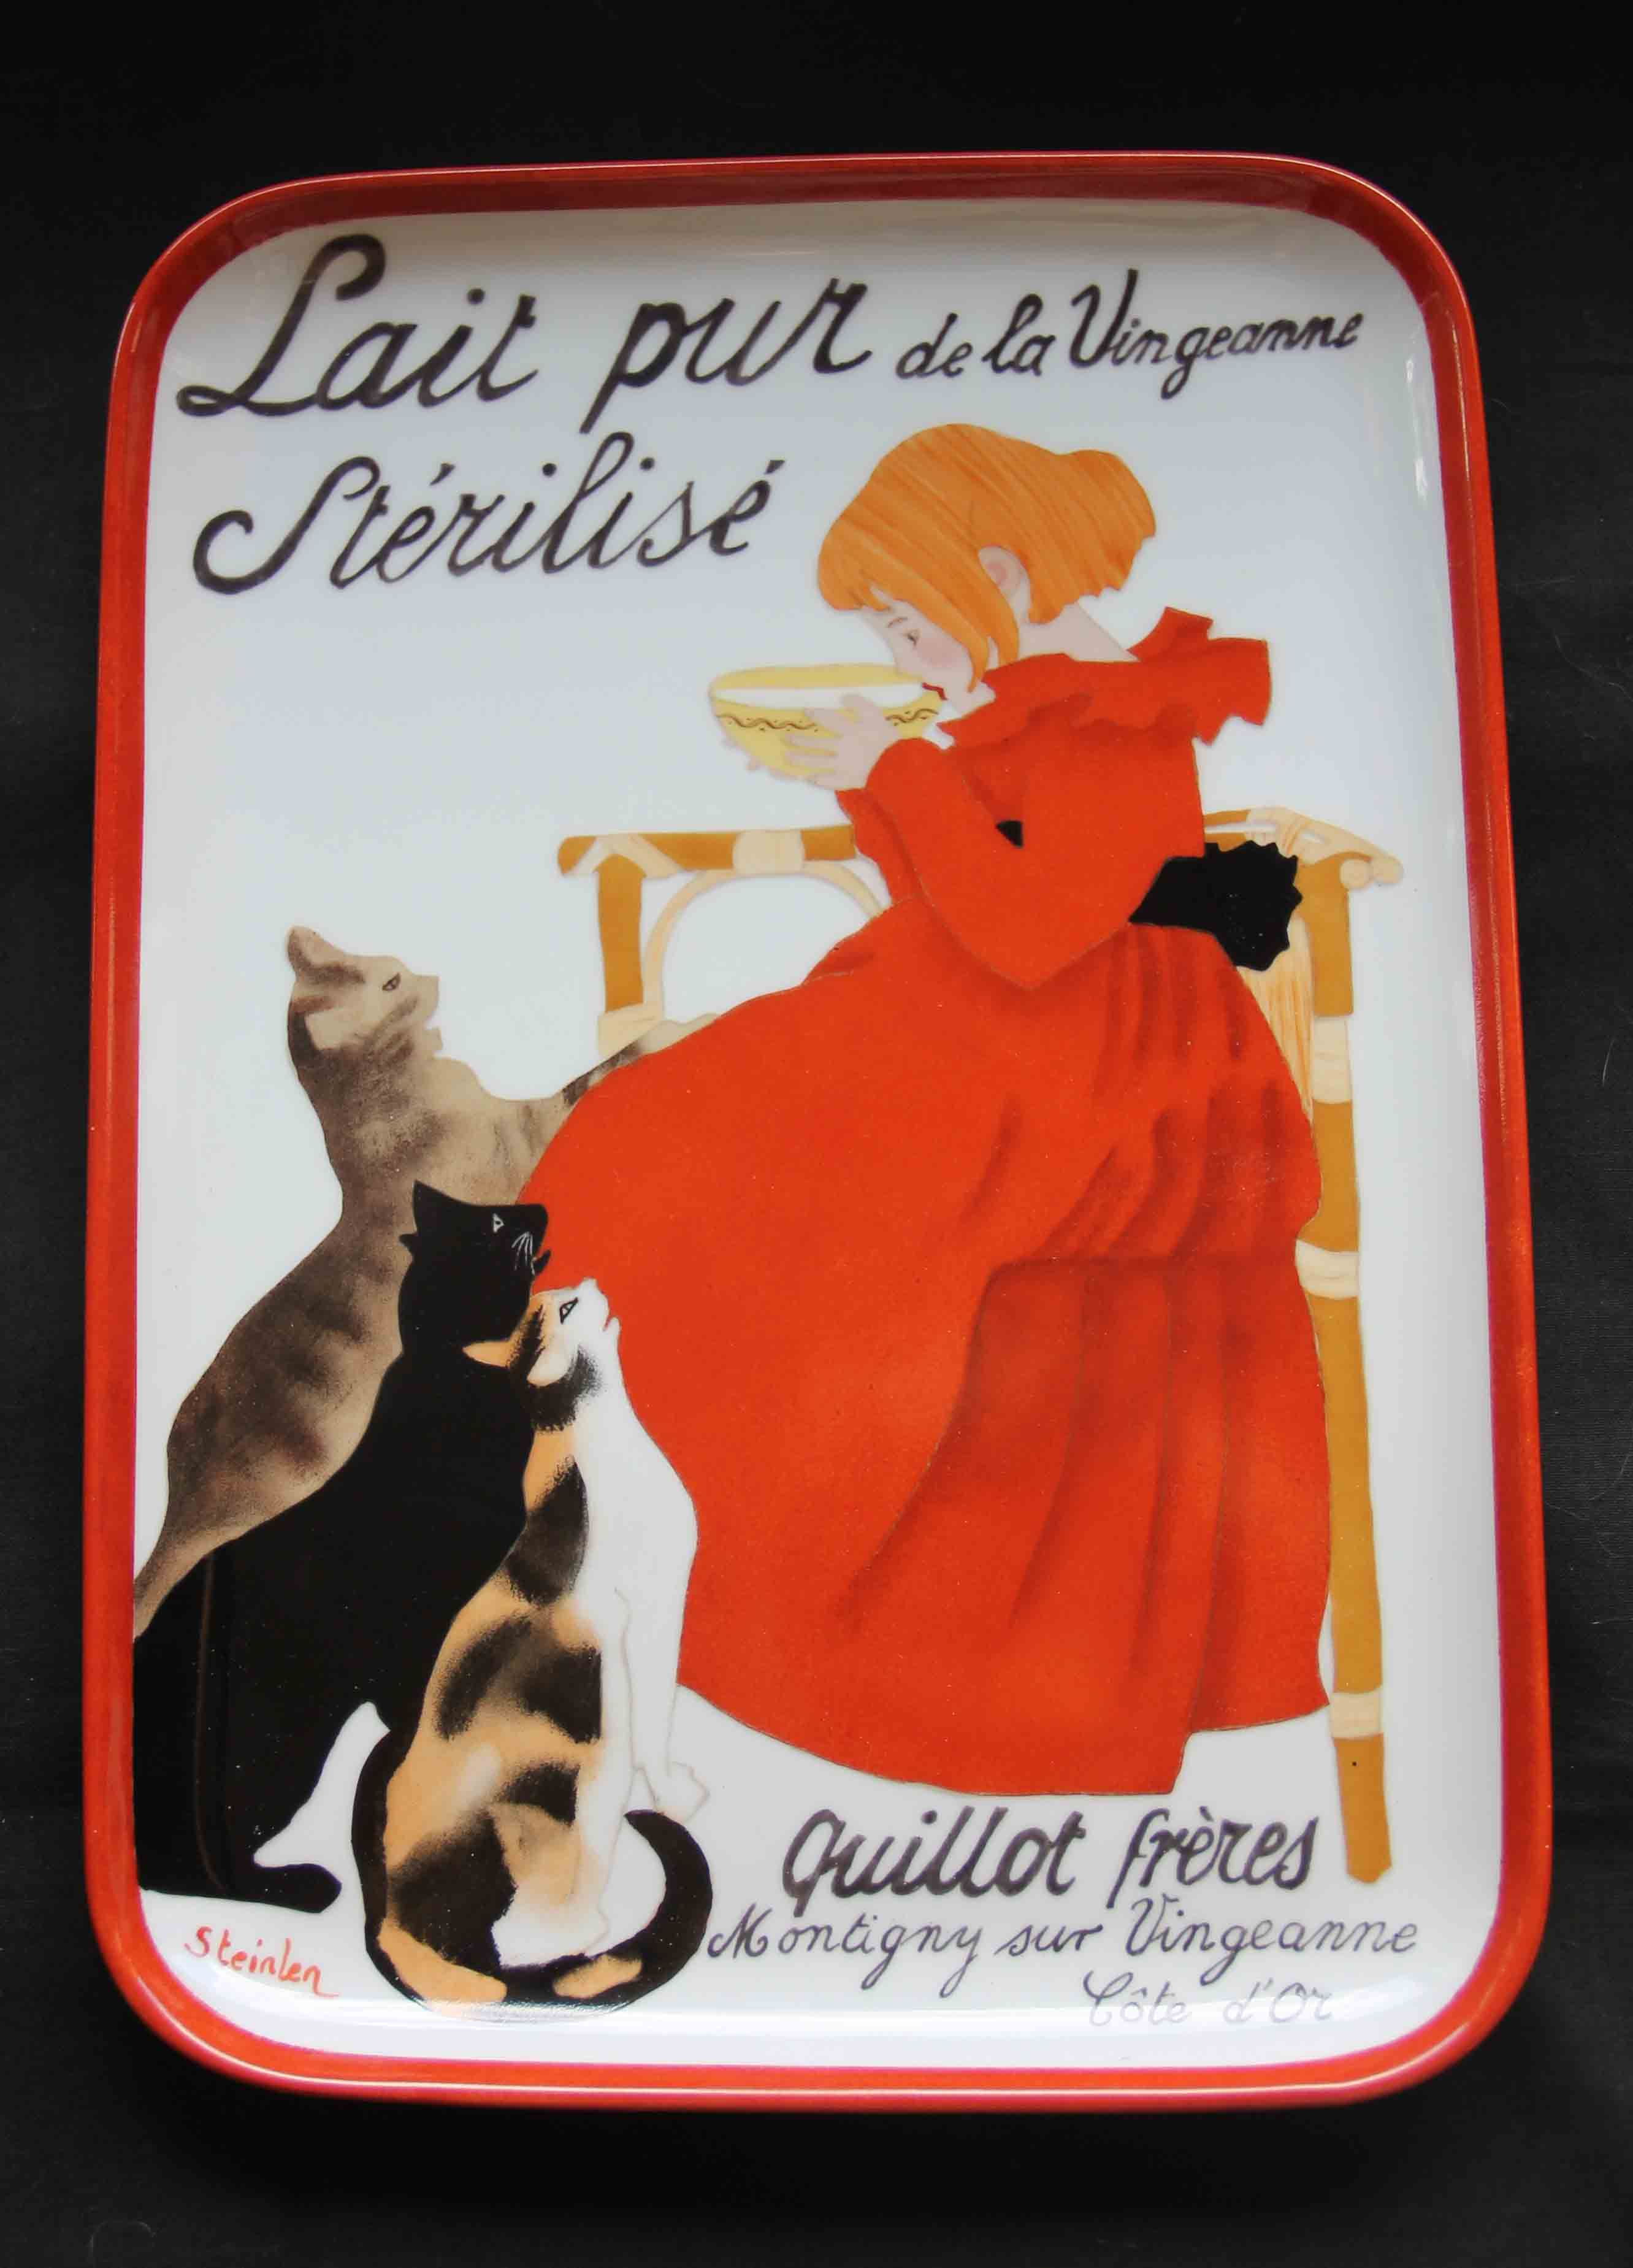 Lait pur de la Vingeanne
Stérilisé
Quillot frères
Montigny sur Vingeanne
Côte d'Or
Steinlen